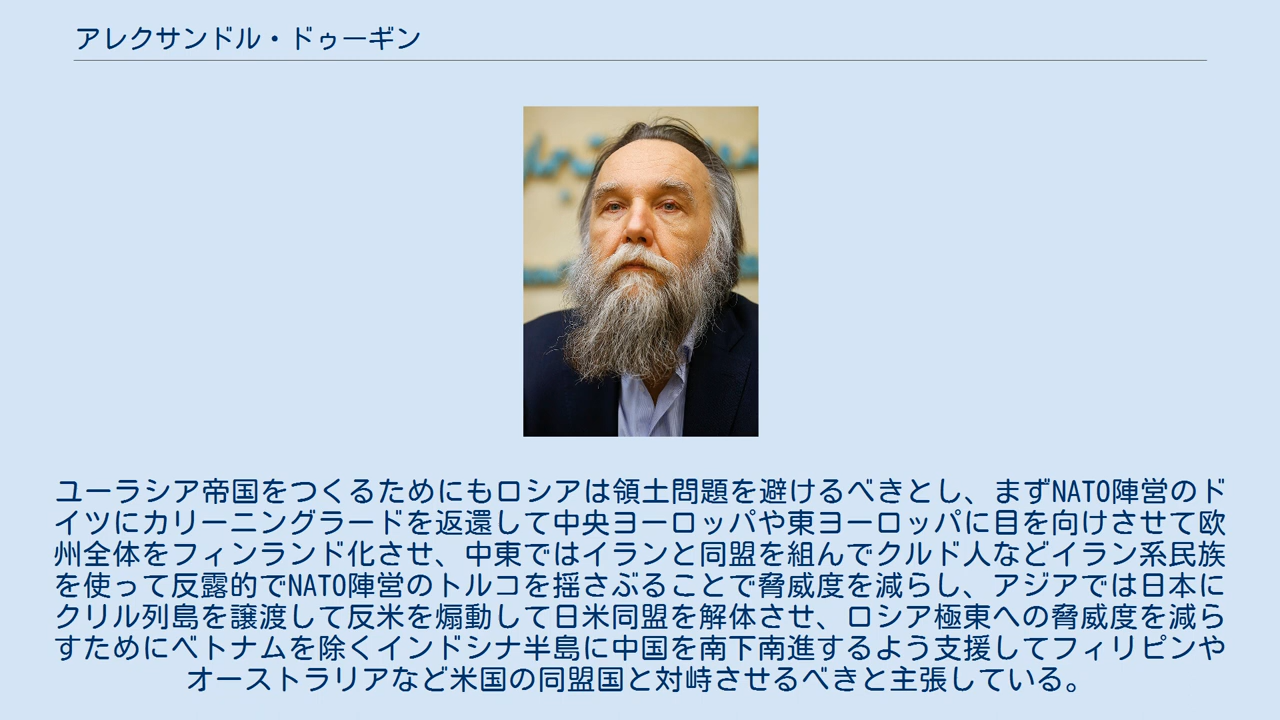 アレクサンドル・ドゥーギン
ユーラシア帝国をつくるためにもロシアは領土問題を避けるべきとし、まずNATO陣営のド
イツにカリーニングラードを返還して中央ヨーロッパや東ヨーロッパに目を向けさせて欧
州全体をフィンランド化させ、中東ではイランと同盟を組んでクルド人などイラン系民族
を使って反露的でNATO陣営のトルコを揺さぶることで脅威度を減らし、アジアでは日本に
クリル列島を譲渡して反米を煽動して日米同盟を解体させ、ロシア極東への脅威度を減ら
すためにベトナムを除くインドシナ半島に中国を南下南進するよう支援してフィリピンや
オーストラリアなど米国の同盟国と対峙させるべきと主張している。